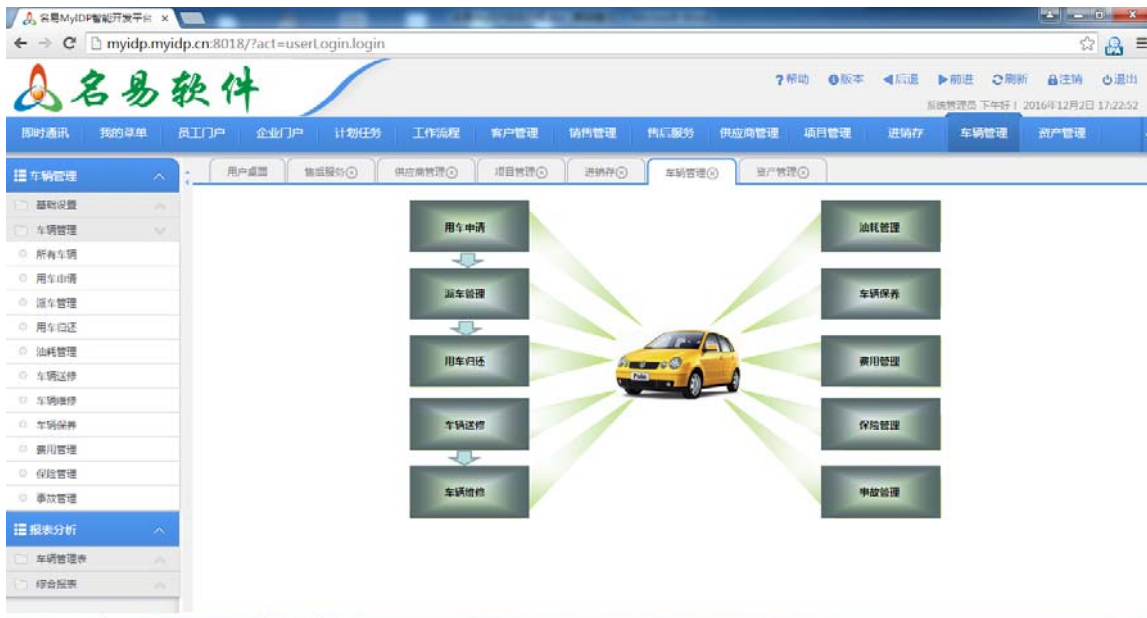 名易MyIDP智能开发平台
myidp.myidp.cn:8018/?act=userLogin.login
名易软件
帮助 版本 后退 前进 刷新 注销 退出
系统管理员 下午好！ 2016年12月2日 17:22:52
即时通讯 我的菜单 员工门户 企业门户 计划任务 工作流程 客户管理 销售管理 售后服务 供应商管理 项目管理 进销存 车辆管理 资产管理
车辆管理
用户桌面 售后服务 供应商管理 项目管理 进销存 车辆管理 资产管理
基础设置
车辆管理
所有车辆
用车申请
派车管理
用车归还
油耗管理
车辆送修
车辆维修
车辆保养
费用管理
保险管理
事故管理
报表分析
车辆管理表
综合报表
用车申请
派车管理
用车归还
车辆送修
车辆维修
Polo
油耗管理
车辆保养
费用管理
保险管理
事故管理